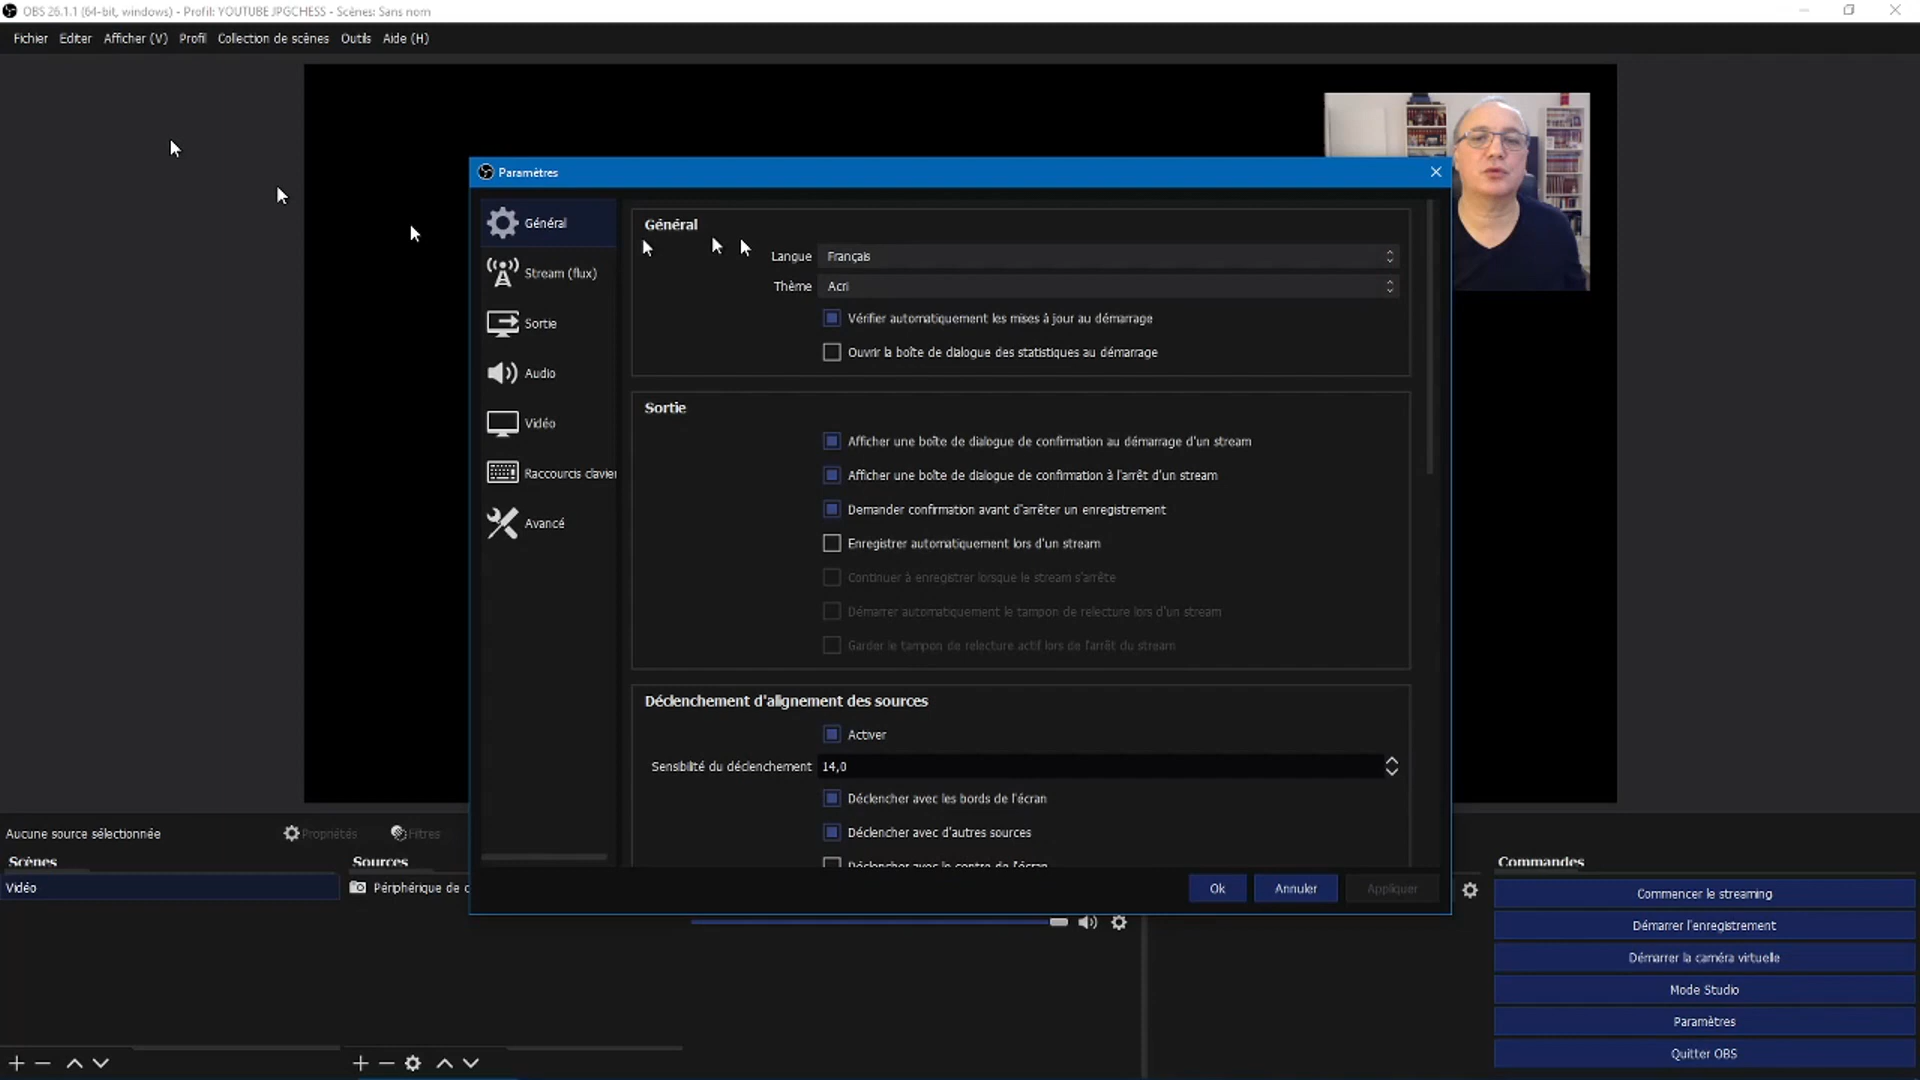 OBS 26.1.1 (64-bit, windows) - Profil: YOUTUBE JPGCHESS - Scènes: Sans nom
Fichier Editer Afficher (V) Profil Collection de scènes Outils Aide (H)
Paramètres
Général
Stream (flux)
Sortie
Audio
Vidéo
Raccourcis clavier
Avancé
Général
Langue Français
Thème Acri
Vérifier automatiquement les mises à jour au démarrage
Ouvrir la boîte de dialogue des statistiques au démarrage
Sortie
Afficher une boîte de dialogue de confirmation au démarrage d'un stream
Afficher une boîte de dialogue de confirmation à l'arrêt d'un stream
Demander confirmation avant d'arrêter un enregistrement
Enregistrer automatiquement lors d'un stream
Continuer à enregistrer lorsque le stream s'arrête
Démarrer automatiquement le tampon de relecture lors d'un stream
Garder le tampon de relecture actif lors de l'arrêt du stream
Déclenchement d'alignement des sources
Activer
Sensibilité du déclenchement 14,0
Déclencher avec les bords de l'écran
Déclencher avec d'autres sources
Déclencher avec le centre de l'écran
Ok Annuler Appliquer
Aucune source sélectionnée Propriétés Filtres
Scènes
Vidéo
Sources
Périphérique de c
Commandes
Commencer le streaming
Démarrer l'enregistrement
Démarrer la caméra virtuelle
Mode Studio
Paramètres
Quitter OBS